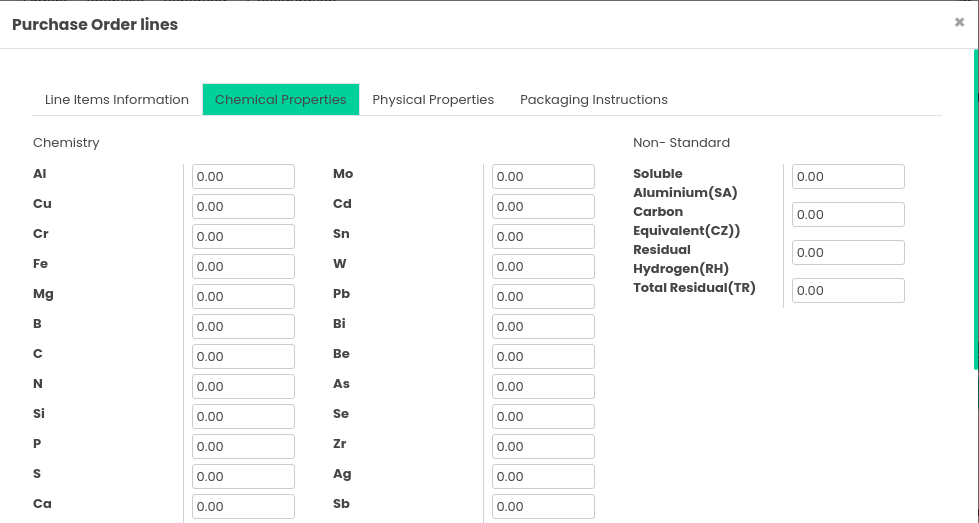 Purchase Order lines ×
Line Items Information Chemical Properties Physical Properties Packaging Instructions
Chemistry Non- Standard
Al 0.00 Mo 0.00 Soluble 0.00
Aluminium(SA)
Cu 0.00 Cd 0.00 Carbon 0.00
Equivalent(CZ))
Cr 0.00 Sn 0.00 Residual 0.00
Fe 0.00 W 0.00 Hydrogen(RH)
Mg 0.00 Pb 0.00 Total Residual(TR) 0.00
B 0.00 Bi 0.00
C 0.00 Be 0.00
N 0.00 As 0.00
Si 0.00 Se 0.00
P 0.00 Zr 0.00
S 0.00 Ag 0.00
Ca 0.00 Sb 0.00